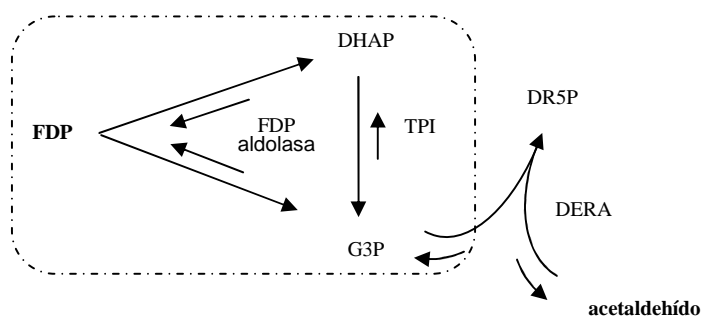 DHAP
DR5P
FDP
FDP
aldolasa
TPI
DERA
G3P
acetaldehído